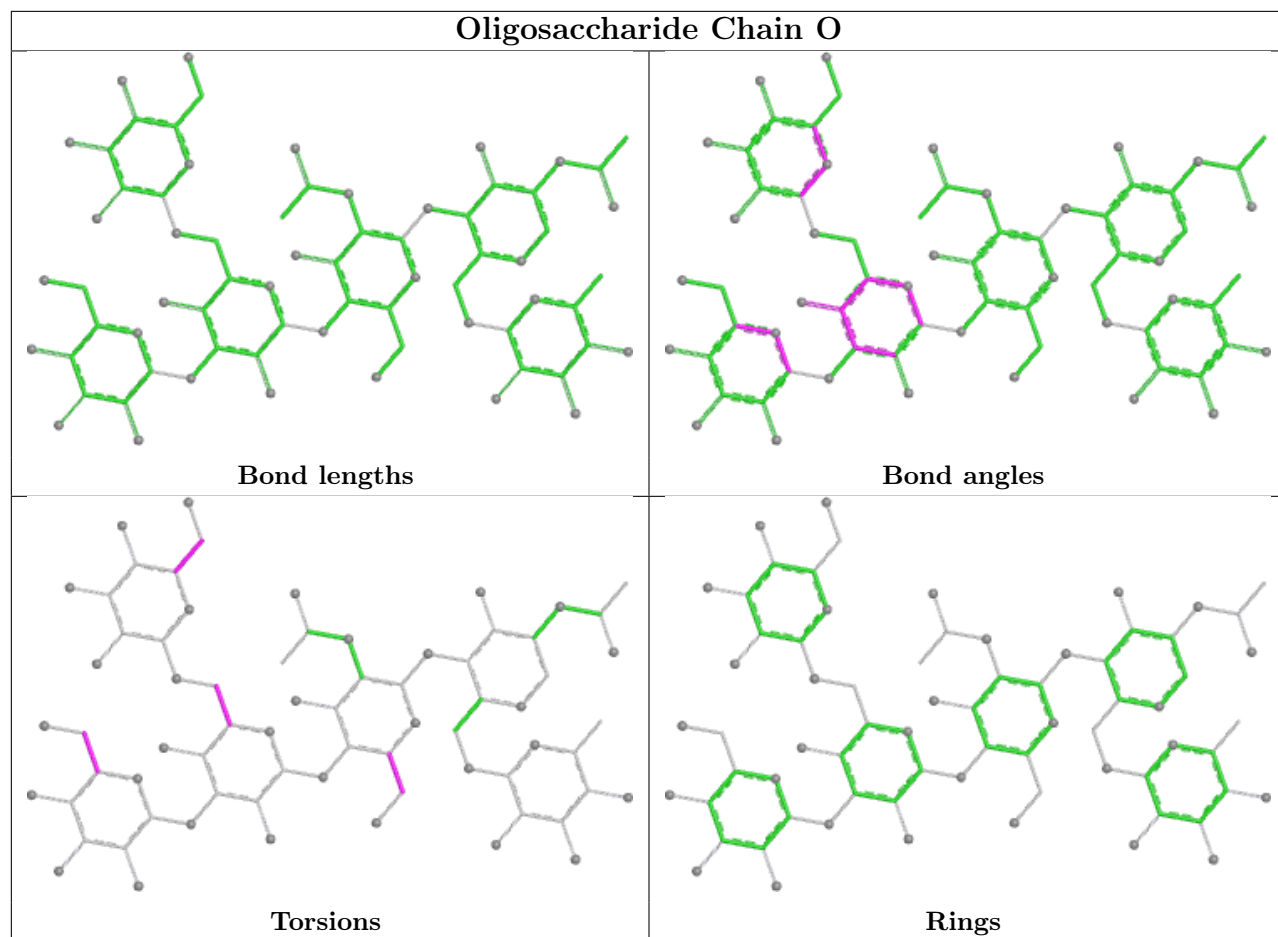 Oligosaccharide Chain O
Bond lengths
Bond angles
Torsions
Rings